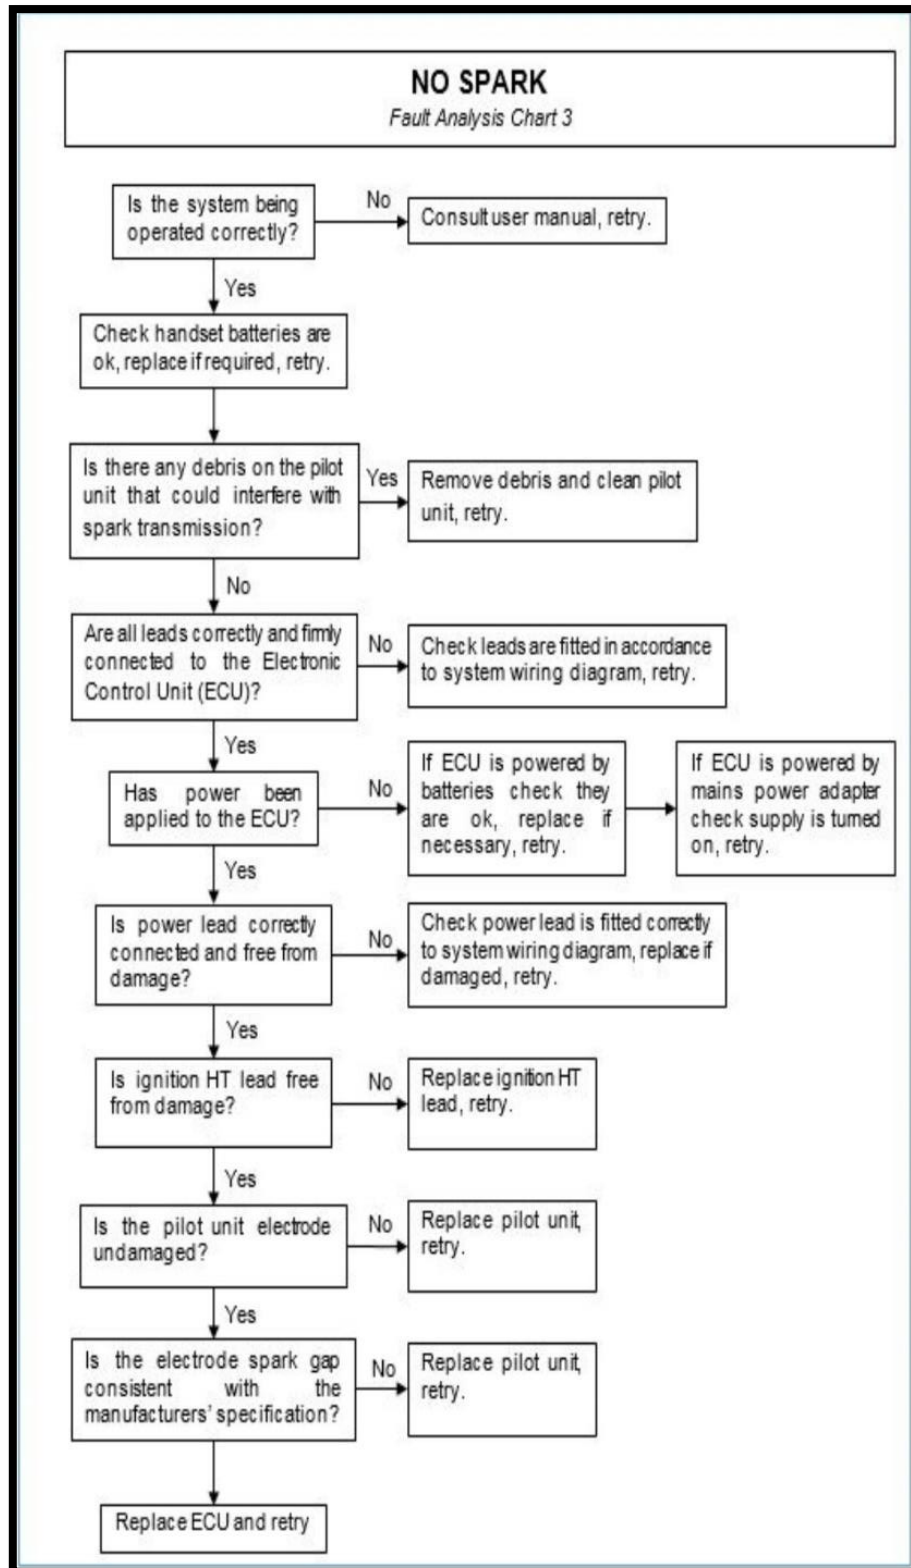 NO SPARK
Fault Analysis Chart 3
Is the system being
operated correctly?
No
Consult user manual, retry.
Yes
Check handset batteries are
ok, replace if required, retry.
Is there any debris on the pilot
unit that could interfere with
spark transmission?
Yes
Remove debris and clean pilot
unit, retry.
No
Are all leads correctly and firmly
connected to the Electronic
Control Unit (ECU)?
No
Check leads are fitted in accordance
to system wiring diagram, retry.
Yes
Has power been
applied to the ECU?
No
If ECU is powered by
batteries check they
are ok, replace if
necessary, retry.
If ECU is powered by
mains power adapter
check supply is turned
on, retry.
Yes
Is power lead correctly
connected and free from
damage?
No
Check power lead is fitted correctly
to system wiring diagram, replace if
damaged, retry.
Yes
Is ignition HT lead free
from damage?
No
Replace ignition HT
lead, retry.
Yes
Is the pilot unit electrode
undamaged?
No
Replace pilot unit,
retry.
Yes
Is the electrode spark gap
consistent with the
manufacturers' specification?
No
Replace pilot unit,
retry.
Replace ECU and retry